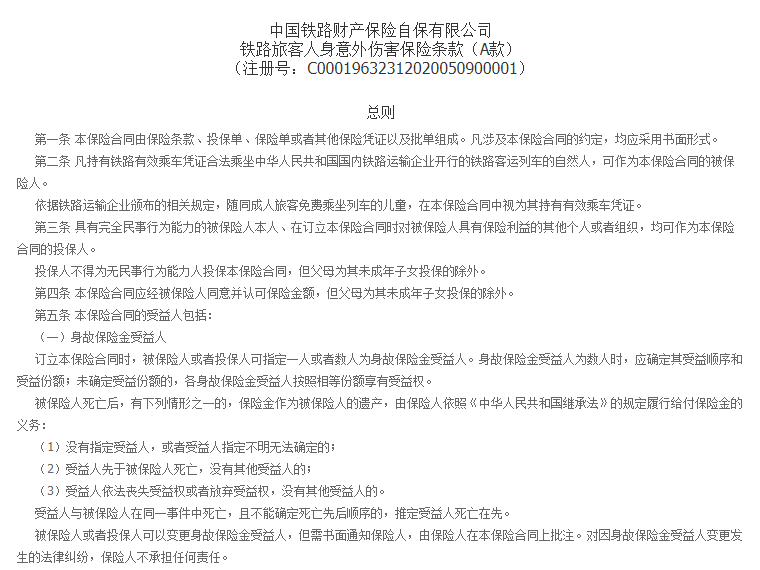 中国铁路财产保险自保有限公司
铁路旅客人身意外伤害保险条款（A款）
（注册号：C00019632312020050900001）
总则
第一条 本保险合同由保险条款、投保单、保险单或者其他保险凭证以及批单组成。凡涉及本保险合同的约定，均应采用书面形式。
第二条 凡持有铁路有效乘车凭证合法乘坐中华人民共和国国内铁路运输企业开行的铁路客运列车的自然人，可作为本保险合同的被保
险人。
依据铁路运输企业颁布的相关规定，随同成人旅客免费乘坐列车的儿童，在本保险合同中视为其持有有效乘车凭证。
第三条 具有完全民事行为能力的被保险人本人、在订立本保险合同时对被保险人具有保险利益的其他个人或者组织，均可作为本保险
合同的投保人。
投保人不得为无民事行为能力人投保本保险合同，但父母为其未成年子女投保的除外。
第四条 本保险合同应经被保险人同意并认可保险金额，但父母为其未成年子女投保的除外。
第五条 本保险合同的受益人包括：
（一）身故保险金受益人
订立本保险合同时，被保险人或者投保人可指定一人或者数人为身故保险金受益人。身故保险金受益人为数人时，应确定其受益顺序和
受益份额；未确定受益份额的，各身故保险金受益人按照相等份额享有受益权。
被保险人死亡后，有下列情形之一的，保险金作为被保险人的遗产，由保险人依照《中华人民共和国继承法》的规定履行给付保险金的
义务：
（1）没有指定受益人，或者受益人指定不明无法确定的；
（2）受益人先于被保险人死亡，没有其他受益人的；
（3）受益人依法丧失受益权或者放弃受益权，没有其他受益人的。
受益人与被保险人在同一事件中死亡，且不能确定死亡先后顺序的，推定受益人死亡在先。
被保险人或者投保人可以变更身故保险金受益人，但需书面通知保险人，由保险人在本保险合同上批注。对因身故保险金受益人变更发
生的法律纠纷，保险人不承担任何责任。